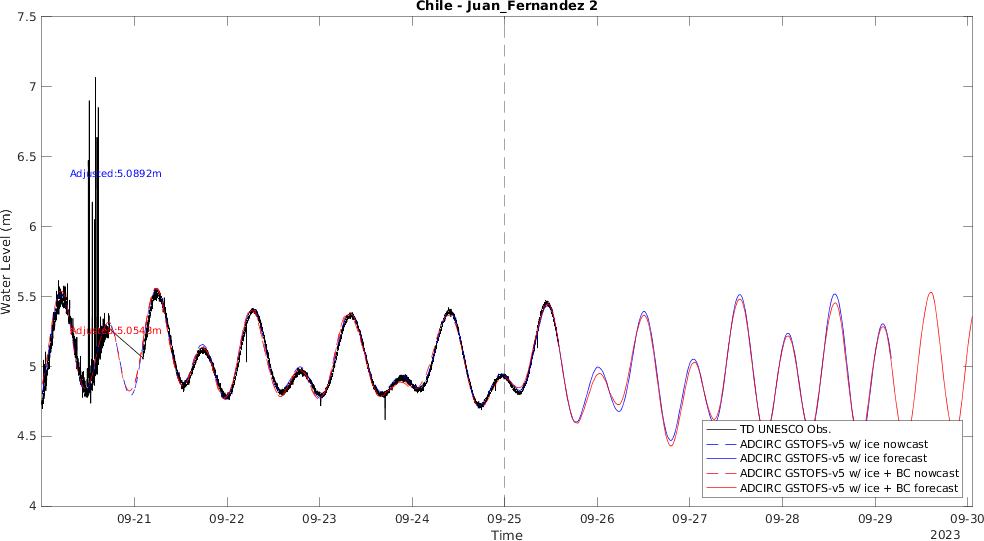 Chile - Juan_Fernandez 2
7.5
7
6.5
6
5.5
5
4.5
4
Water Level (m)
Adjusted:5.0892m
TD UNESCO Obs.
ADCIRC GSTOFS-v5 w/ ice nowcast
ADCIRC GSTOFS-v5 w/ ice forecast
ADCIRC GSTOFS-v5 w/ ice + BC nowcast
ADCIRC GSTOFS-v5 w/ ice + BC forecast
09-21 09-22 09-23 09-24 09-25 09-26 09-27 09-28 09-29 09-30
2023
Time